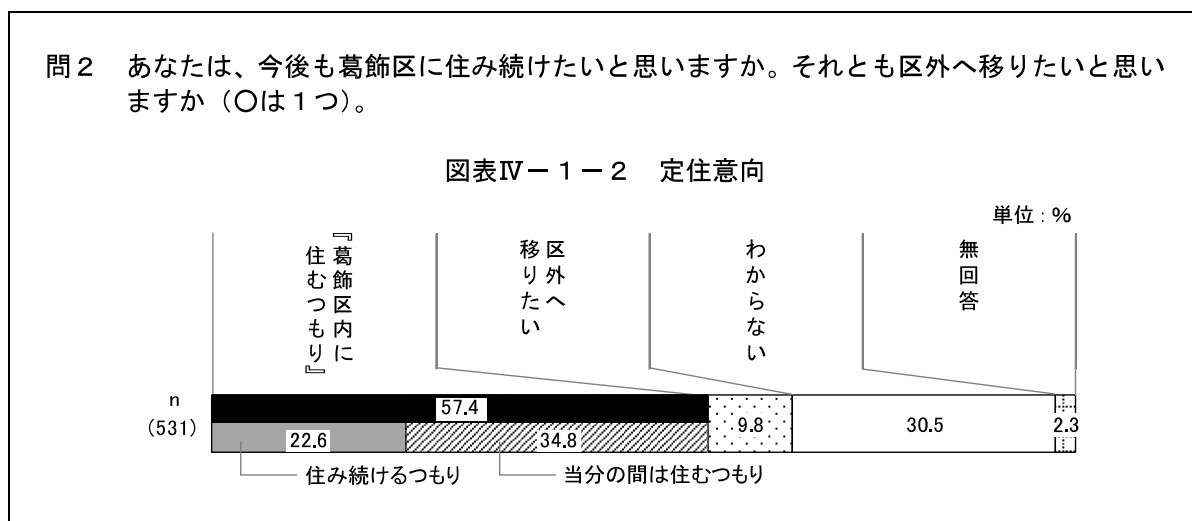 問２　あなたは、今後も葛飾区に住み続けたいと思いますか。それとも区外へ移りたいと思い
ますか（〇は１つ）。
図表Ⅳ－１－２　定住意向
単位：％
『葛飾区内に
住むつもり』
区外へ
移りたい
わからない
無回答
n
(531)
57.4
22.6
34.8
9.8
30.5
2.3
住み続けるつもり
当分の間は住むつもり